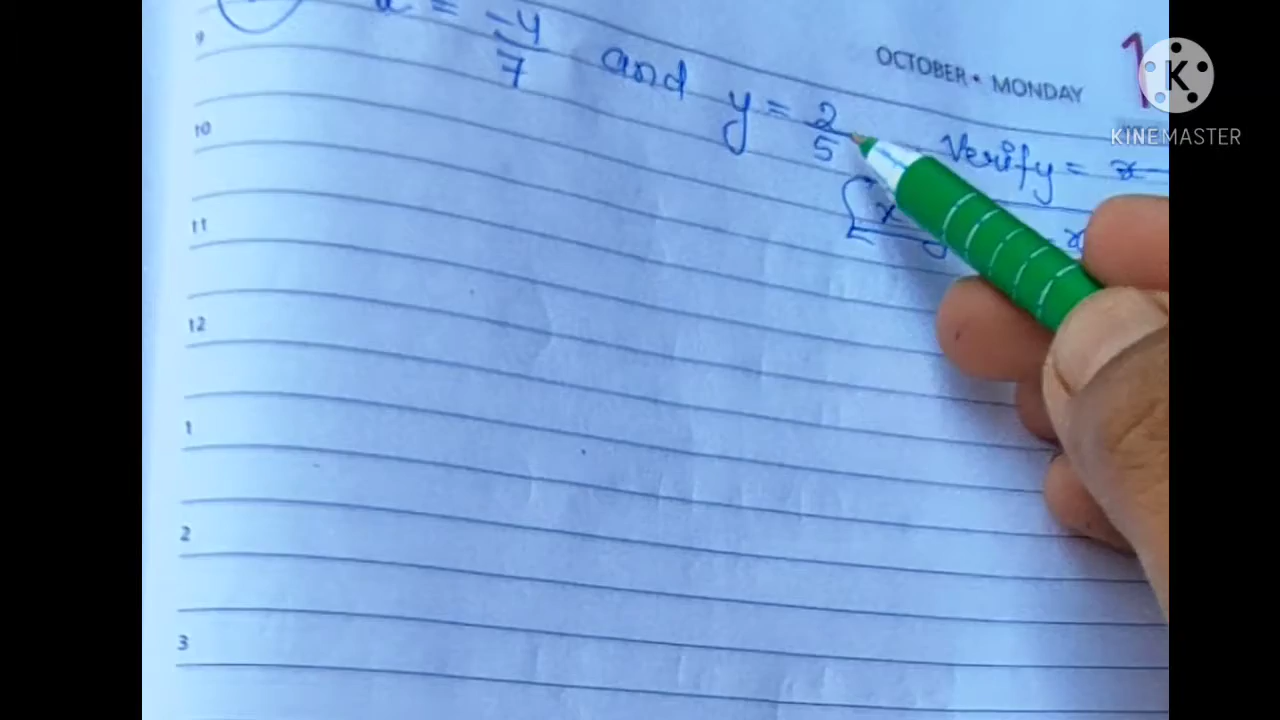 = -4/7 and y = 2/5 Verify =
OCTOBER • MONDAY
K
KINEMASTER
9
10
11
12
1
2
3